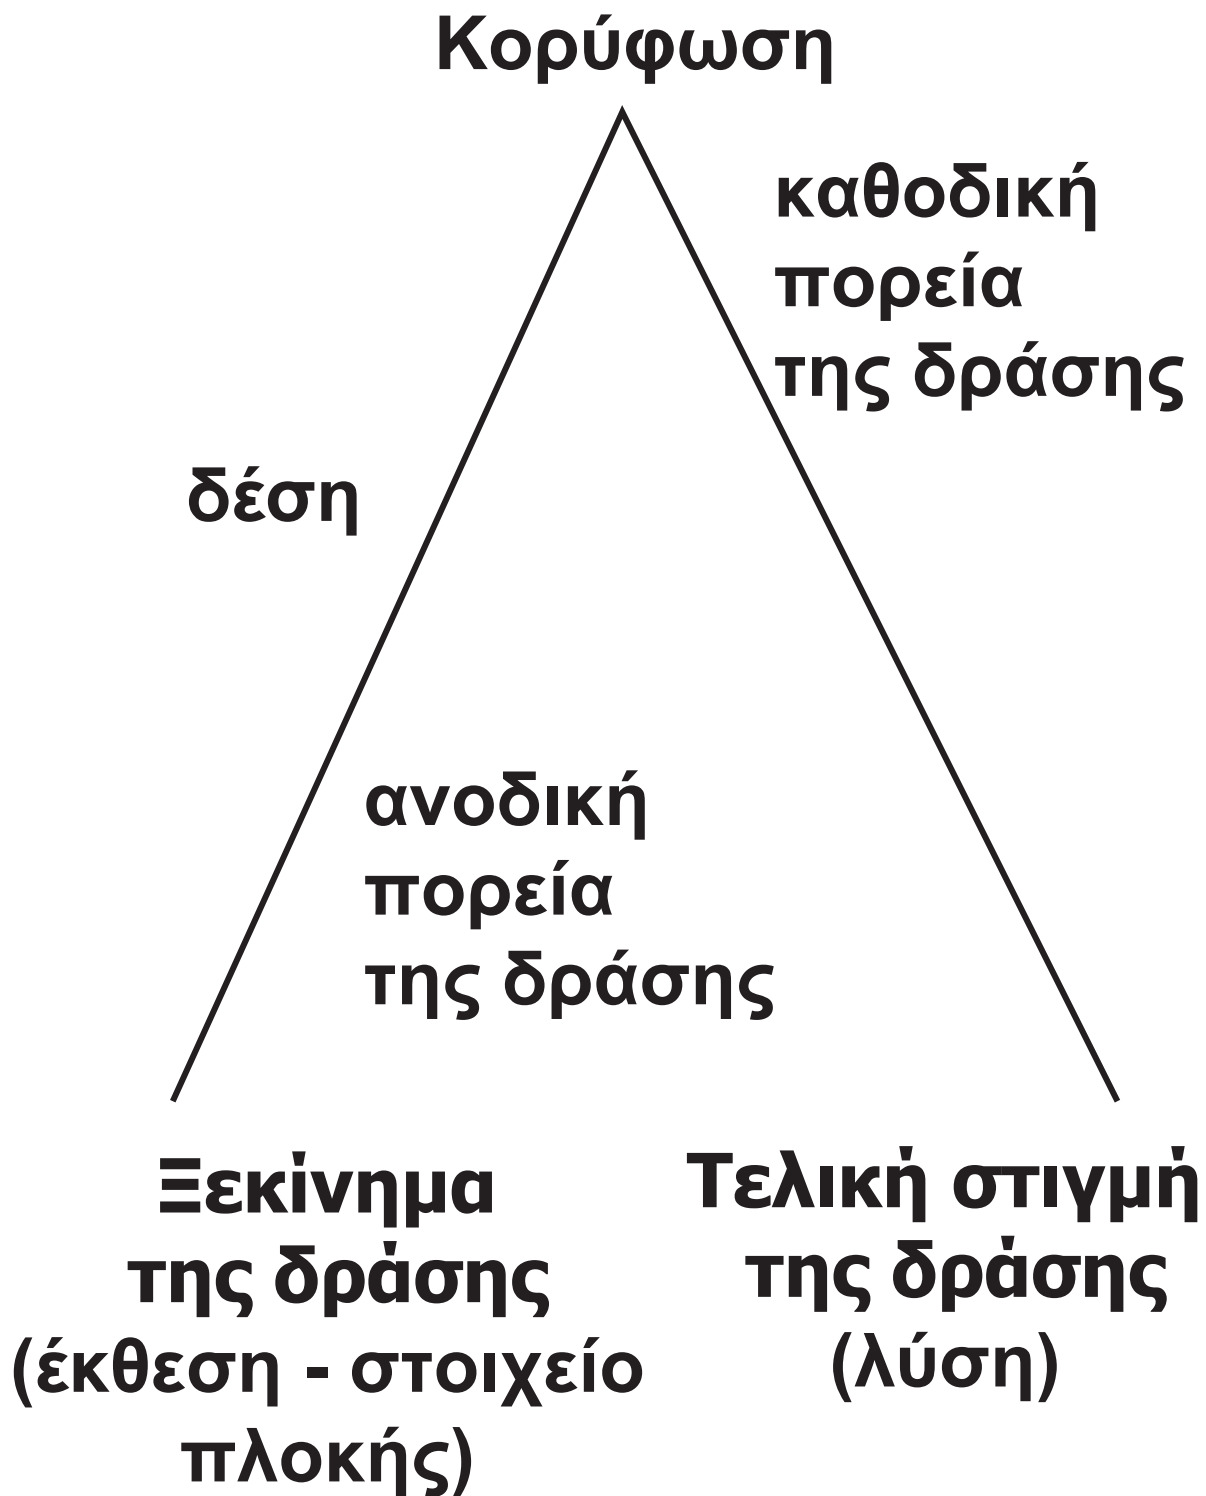 Κορύφωση
καθοδική
πορεία
της δράσης
δέση
ανοδική
πορεία
της δράσης
Ξεκίνημα
της δράσης
(έκθεση - στοιχείο
πλοκής)
Τελική στιγμή
της δράσης
(λύση)